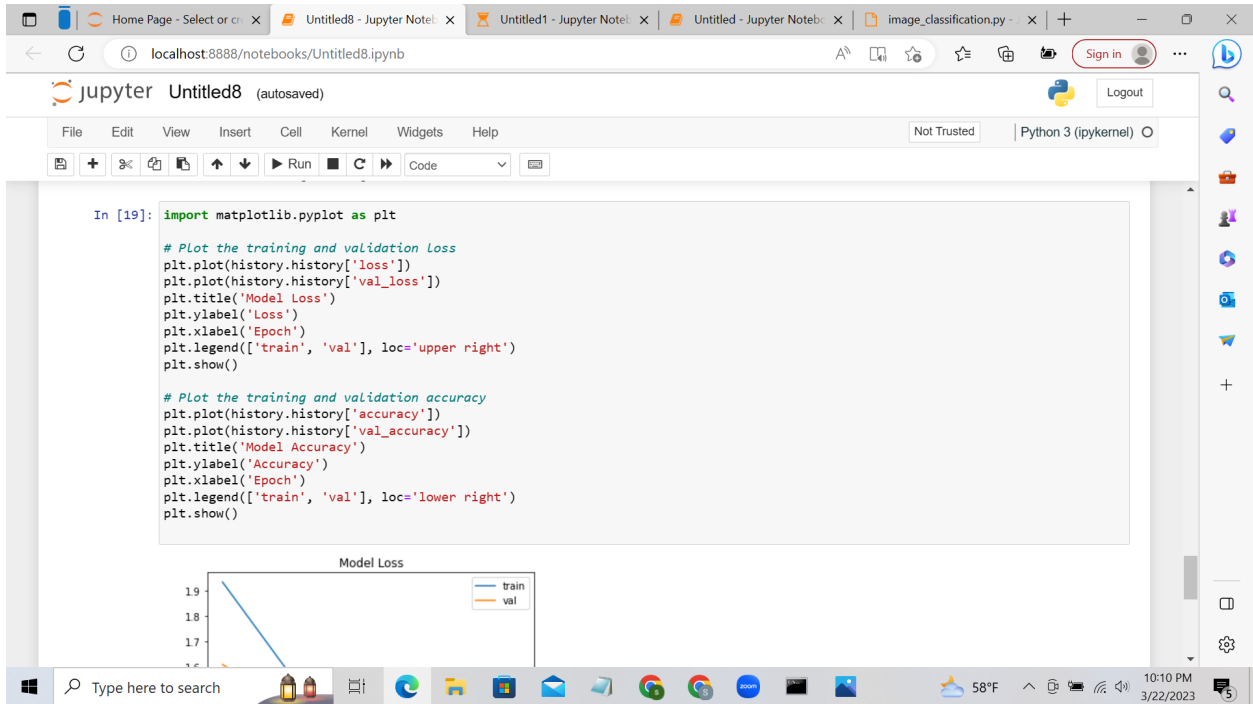 Home Page - Select or cre
Untitled8 - Jupyter Noteb
Untitled1 - Jupyter Noteb
Untitled - Jupyter Notebo
image_classification.py - J
localhost:8888/notebooks/Untitled8.ipynb
Sign in
jupyter Untitled8 (autosaved)
Logout
File Edit View Insert Cell Kernel Widgets Help
Not Trusted
Python 3 (ipykernel)
Run
Code
In [19]: import matplotlib.pyplot as plt
# Plot the training and validation loss
plt.plot(history.history['loss'])
plt.plot(history.history['val_loss'])
plt.title('Model Loss')
plt.ylabel('Loss')
plt.xlabel('Epoch')
plt.legend(['train', 'val'], loc='upper right')
plt.show()
# Plot the training and validation accuracy
plt.plot(history.history['accuracy'])
plt.plot(history.history['val_accuracy'])
plt.title('Model Accuracy')
plt.ylabel('Accuracy')
plt.xlabel('Epoch')
plt.legend(['train', 'val'], loc='lower right')
plt.show()
Model Loss
train
val
1.9
1.8
1.7
Type here to search
zoom
58°F
10:10 PM
3/22/2023
5